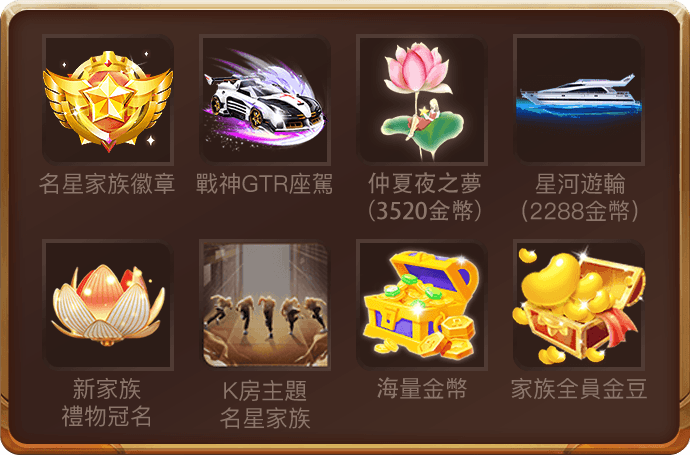 名星家族徽章
戰神GTR座駕
仲夏夜之夢
（3520金幣）
星河遊輪
（2288金幣）
新家族
禮物冠名
K房主題
名星家族
海量金幣
家族全員金豆